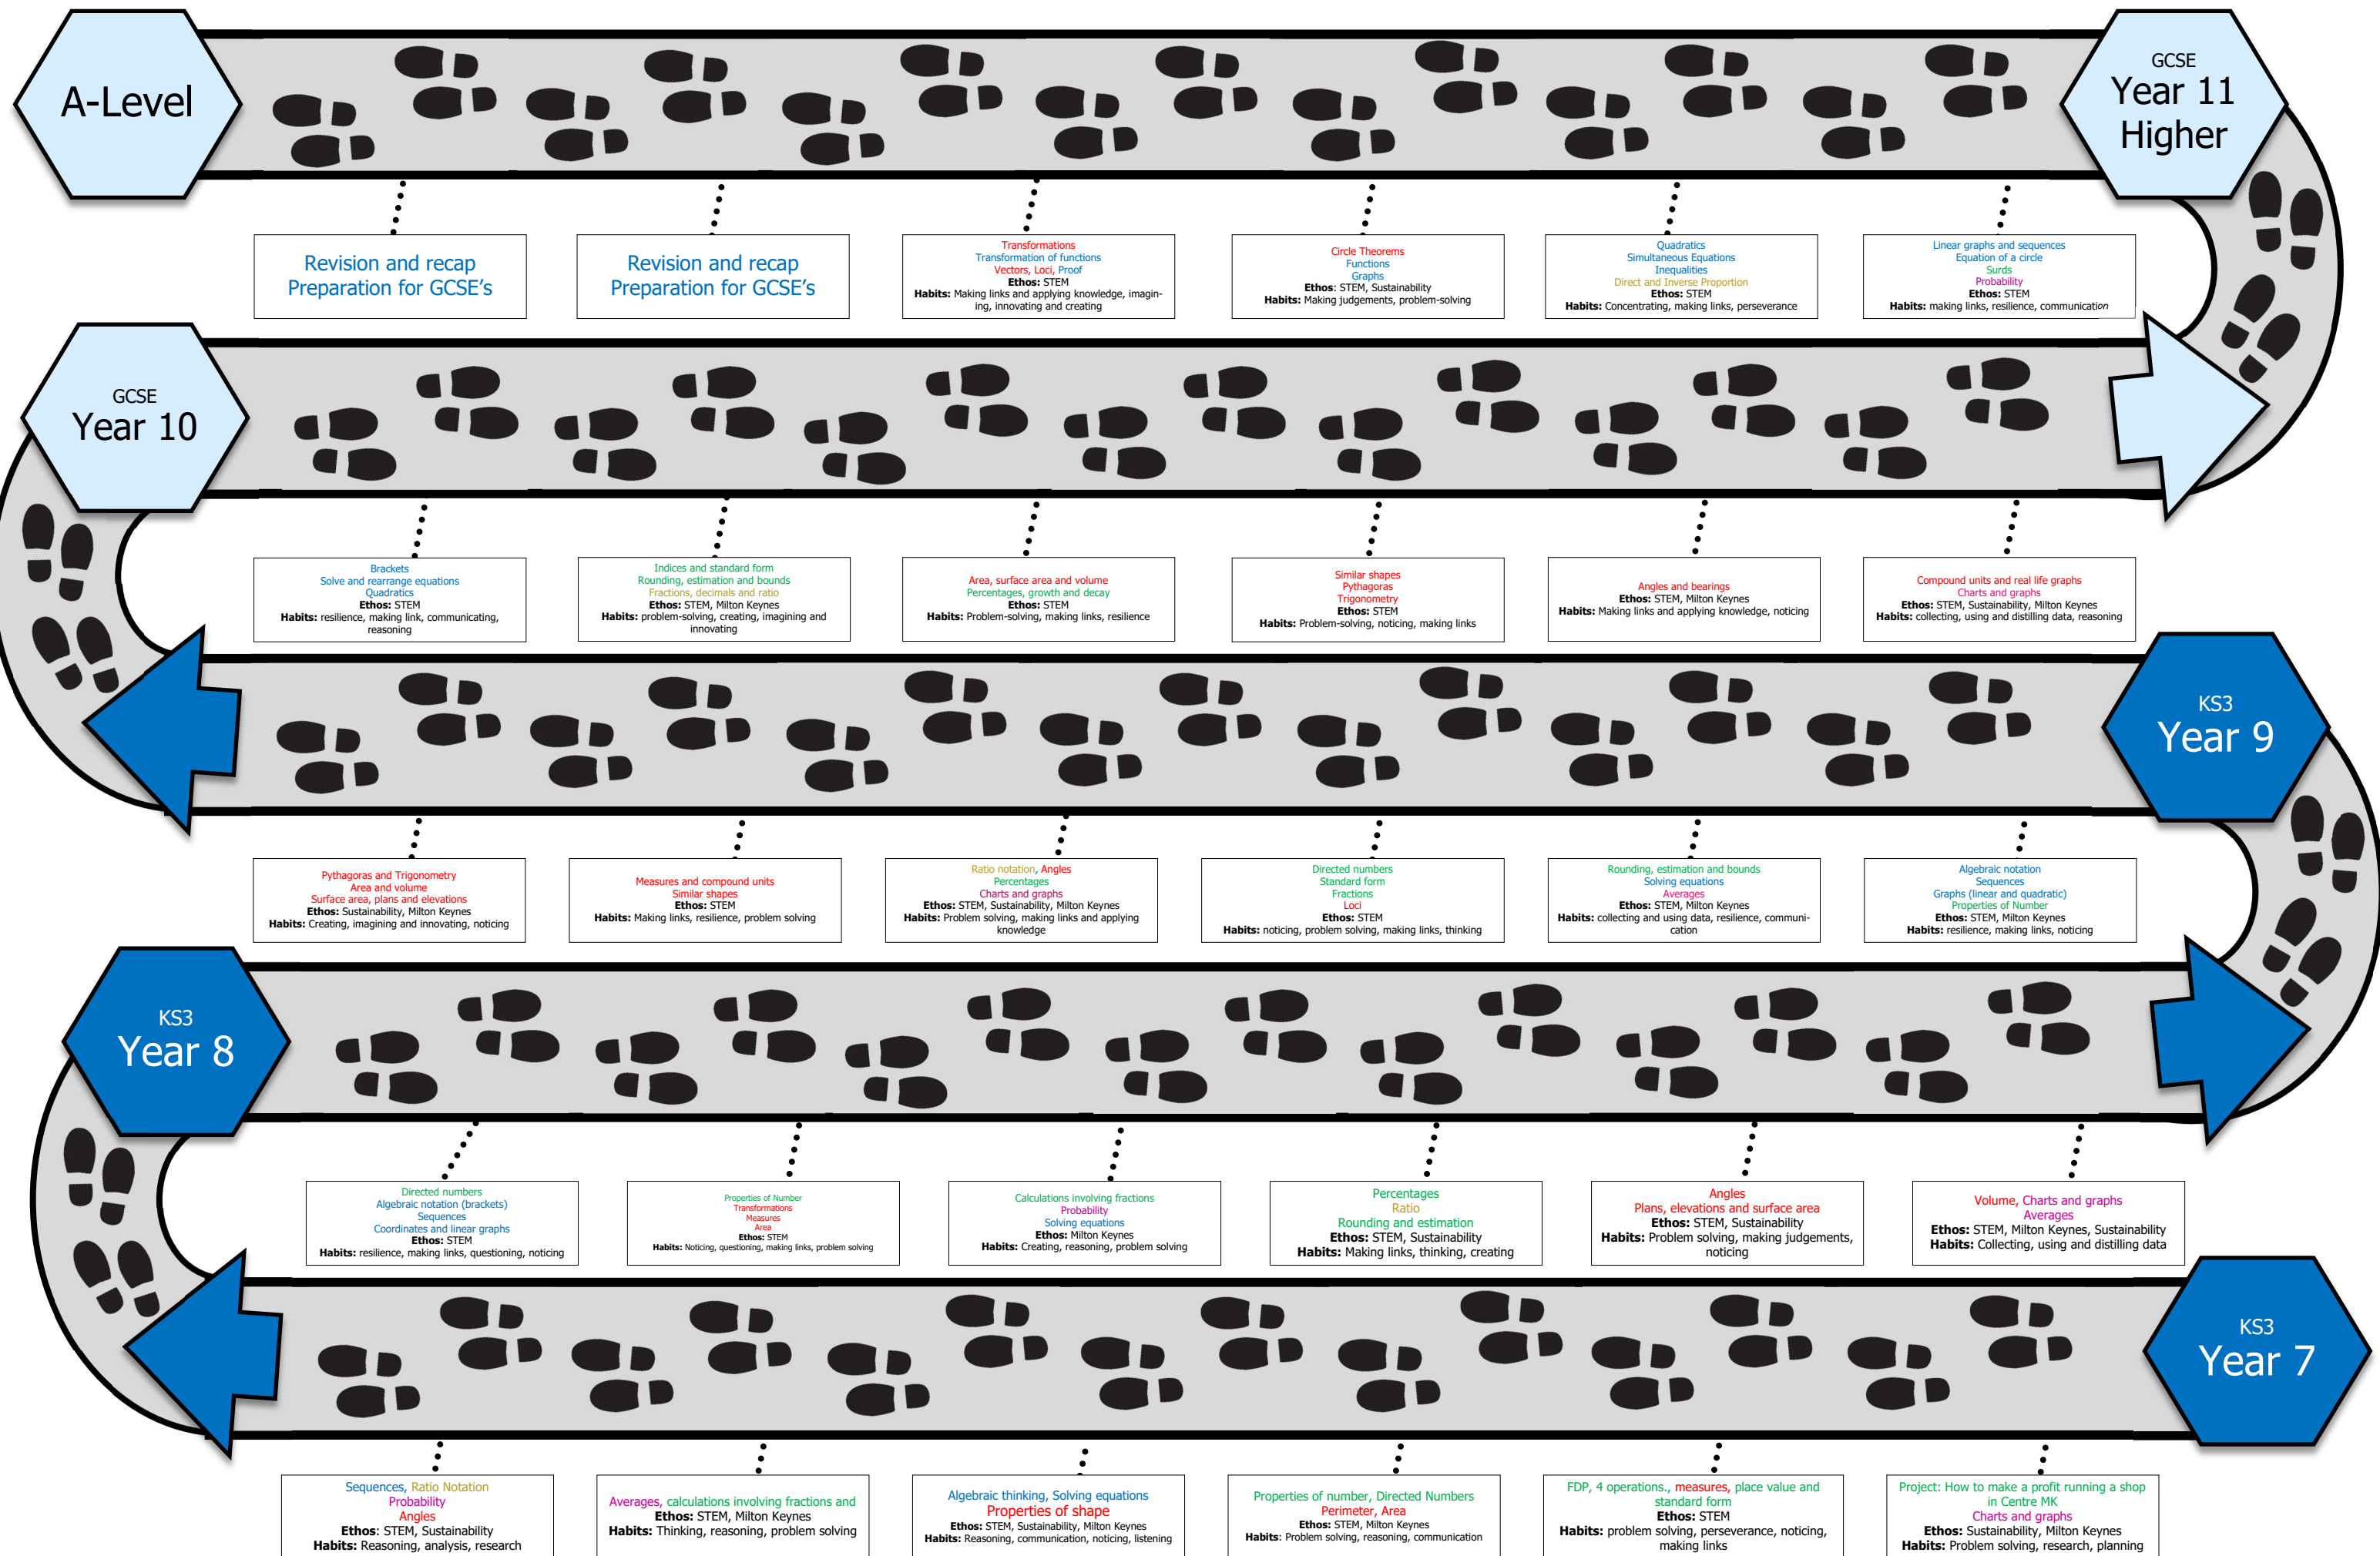 A-Level
GCSE
Year 11
Higher
Revision and recap
Preparation for GCSE's
Revision and recap
Preparation for GCSE's
Transformations
Transformation of functions
Vectors, Loci, Proof
Ethos: STEM
Habits: Making links and applying knowledge, imagin-
ing, innovating and creating
Circle Theorems
Functions
Graphs
Ethos: STEM, Sustainability
Habits: Making judgements, problem-solving
Quadratics
Simultaneous Equations
Inequalities
Direct and Inverse Proportion
Ethos: STEM
Habits: Concentrating, making links, perseverance
Linear graphs and sequences
Equation of a circle
Surds
Probability
Ethos: STEM
Habits: making links, resilience, communication
GCSE
Year 10
Brackets
Solve and rearrange equations
Quadratics
Ethos: STEM
Habits: resilience, making link, communicating,
reasoning
Indices and standard form
Rounding, estimation and bounds
Fractions, decimals and ratio
Ethos: STEM, Milton Keynes
Habits: problem-solving, creating, imagining and
innovating
Area, surface area and volume
Percentages, growth and decay
Ethos: STEM
Habits: Problem-solving, making links, resilience
Similar shapes
Pythagoras
Trigonometry
Ethos: STEM
Habits: Problem-solving, noticing, making links
Angles and bearings
Ethos: STEM, Milton Keynes
Habits: Making links and applying knowledge, noticing
Compound units and real life graphs
Charts and graphs
Ethos: STEM, Sustainability, Milton Keynes
Habits: collecting, using and distilling data, reasoning
KS3
Year 9
Pythagoras and Trigonometry
Area and volume
Surface area, plans and elevations
Ethos: Sustainability, Milton Keynes
Habits: Creating, imagining and innovating, noticing
Measures and compound units
Similar shapes
Ethos: STEM
Habits: Making links, resilience, problem solving
Ratio notation, Angles
Percentages
Charts and graphs
Ethos: STEM, Sustainability, Milton Keynes
Habits: Problem solving, making links and applying
knowledge
Directed numbers
Standard form
Fractions
Loci
Ethos: STEM
Habits: noticing, problem solving, making links, thinking
Rounding, estimation and bounds
Solving equations
Averages
Ethos: STEM, Milton Keynes
Habits: collecting and using data, resilience, communi-
cation
Algebraic notation
Sequences
Graphs (linear and quadratic)
Properties of Number
Ethos: STEM, Milton Keynes
Habits: resilience, making links, noticing
KS3
Year 8
Directed numbers
Algebraic notation (brackets)
Sequences
Coordinates and linear graphs
Ethos: STEM
Habits: resilience, making links, questioning, noticing
Properties of Number
Transformations
Measures
Area
Ethos: STEM
Habits: Noticing, questioning, making links, problem solving
Calculations involving fractions
Probability
Solving equations
Ethos: Milton Keynes
Habits: Creating, reasoning, problem solving
Percentages
Ratio
Rounding and estimation
Ethos: STEM, Sustainability
Habits: Making links, thinking, creating
Angles
Plans, elevations and surface area
Ethos: STEM, Sustainability
Habits: Problem solving, making judgements,
noticing
Volume, Charts and graphs
Averages
Ethos: STEM, Milton Keynes, Sustainability
Habits: Collecting, using and distilling data
KS3
Year 7
Sequences, Ratio Notation
Probability
Angles
Ethos: STEM, Sustainability
Habits: Reasoning, analysis, research
Averages, calculations involving fractions and
Ethos: STEM, Milton Keynes
Habits: Thinking, reasoning, problem solving
Algebraic thinking, Solving equations
Properties of shape
Ethos: STEM, Sustainability, Milton Keynes
Habits: Reasoning, communication, noticing, listening
Properties of number, Directed Numbers
Perimeter, Area
Ethos: STEM, Milton Keynes
Habits: Problem solving, reasoning, communication
FDP, 4 operations., measures, place value and
standard form
Ethos: STEM
Habits: problem solving, perseverance, noticing,
making links
Project: How to make a profit running a shop
in Centre MK
Charts and graphs
Ethos: Sustainability, Milton Keynes
Habits: Problem solving, research, planning